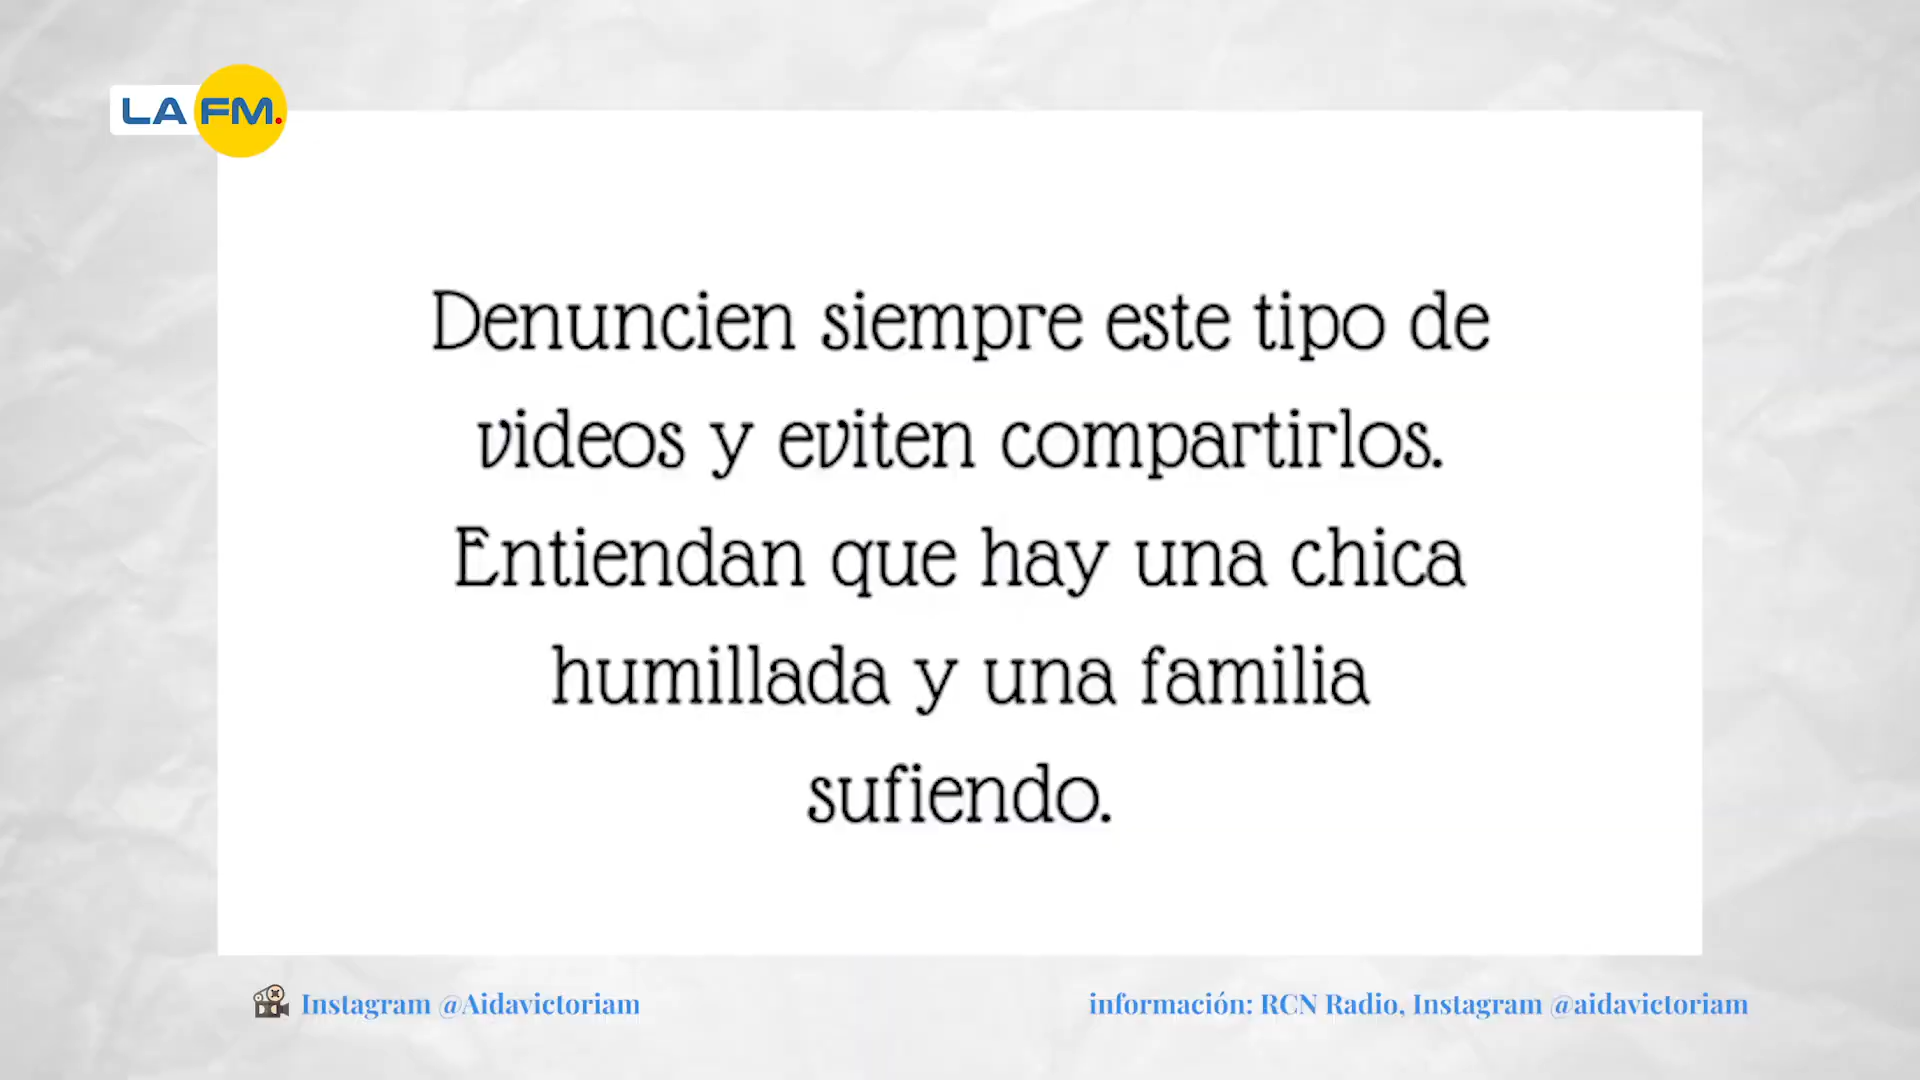 LA FM.
Denuncien siempre este tipo de
videos y eviten compartirlos.
Entiendan que hay una chica
humillada y una familia
sufiendo.
Instagram @Aidavictoriam
información: RCN Radio, Instagram @aidavictoriam